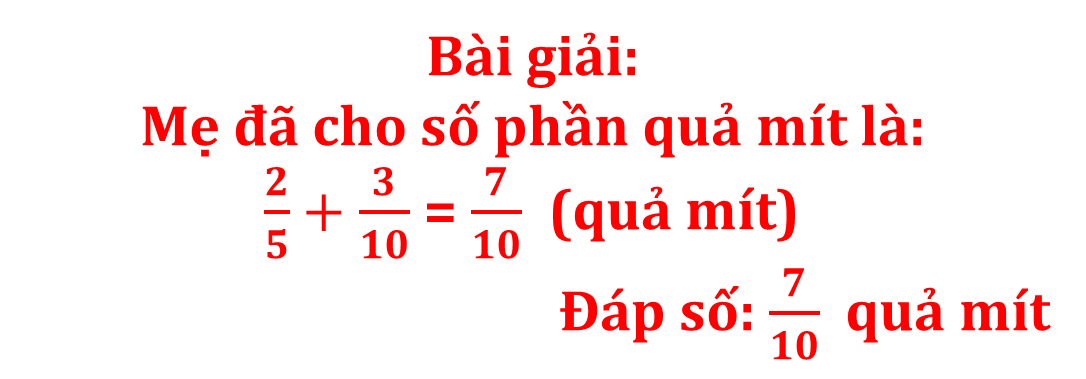 Bài giải:
Mẹ đã cho số phần quả mít là:
2/5 + 3/10 = 7/10 (quả mít)
Đáp số: 7/10 quả mít